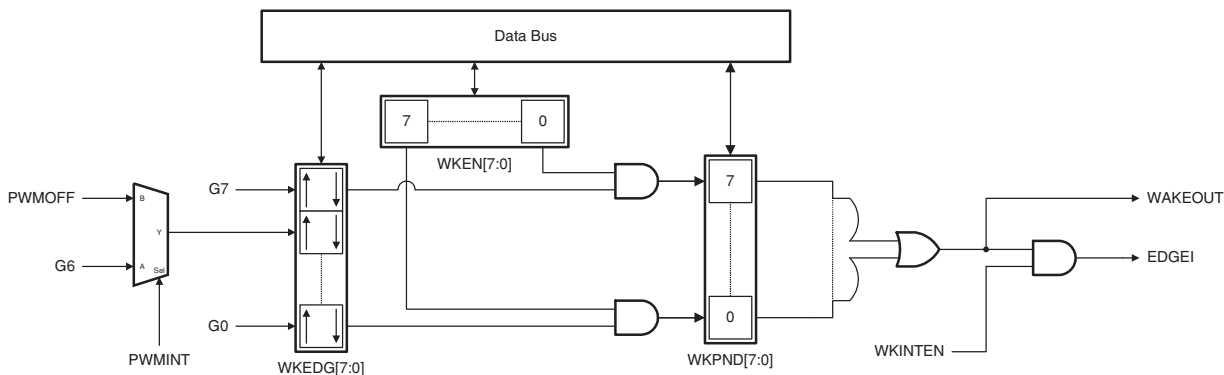 Data Bus
7
0
WKEN[7:0]
G7
PWMOFF
B
Y
G6
A
Sel
G0
PWMINT
WKEDG[7:0]
7
0
WKPND[7:0]
WAKEOUT
EDGEI
WKINTEN